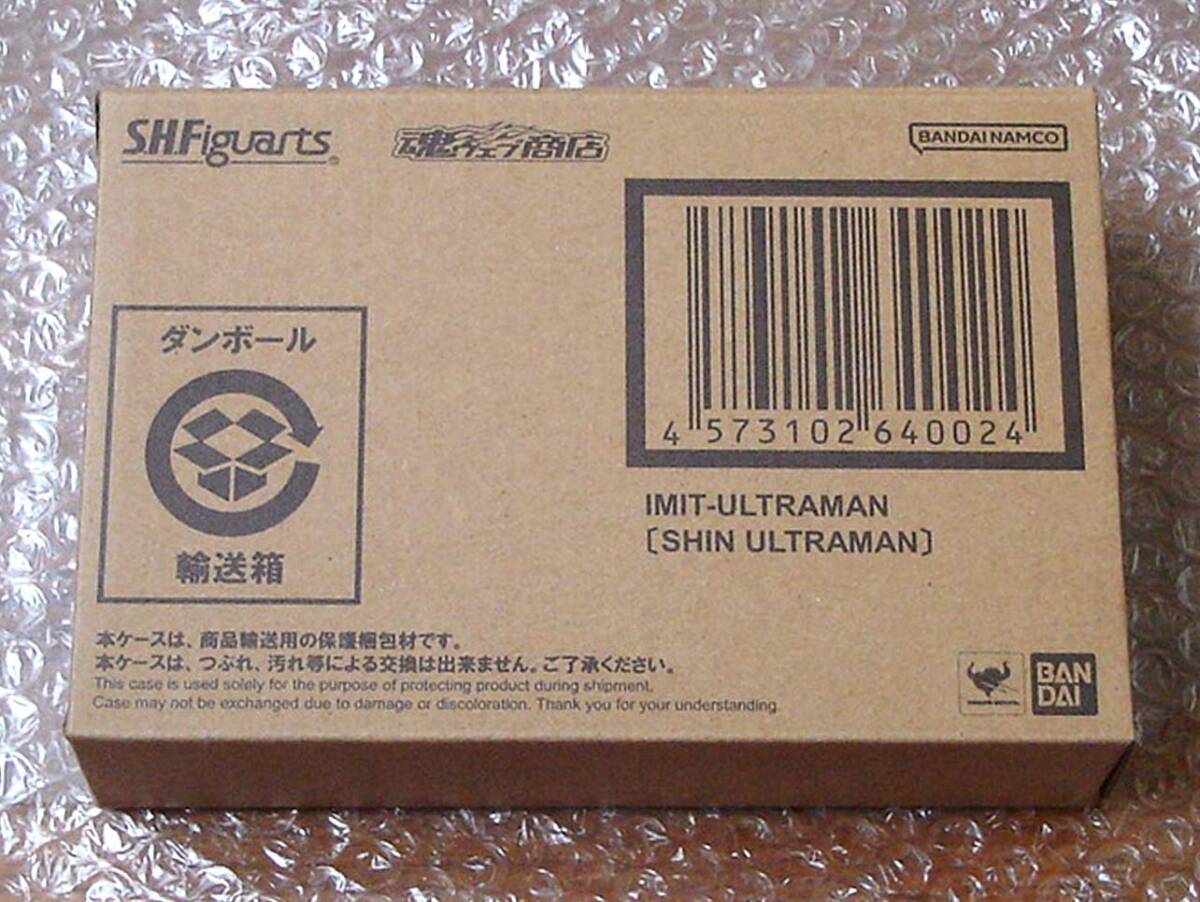 S.H.Figuarts®
魂ウェブ商店
BANDAI NAMCO
4 573102 640024
IMIT-ULTRAMAN
〔SHIN ULTRAMAN〕
ダンボール
輸送箱
本ケースは、商品輸送用の保護梱包材です。
本ケースは、つぶれ、汚れ等による交換は出来ません。ご了承ください。
This case is used solely for the purpose of protecting product during shipment.
Case may not be exchanged due to damage or discoloration. Thank you for your understanding.
BAN
DAI